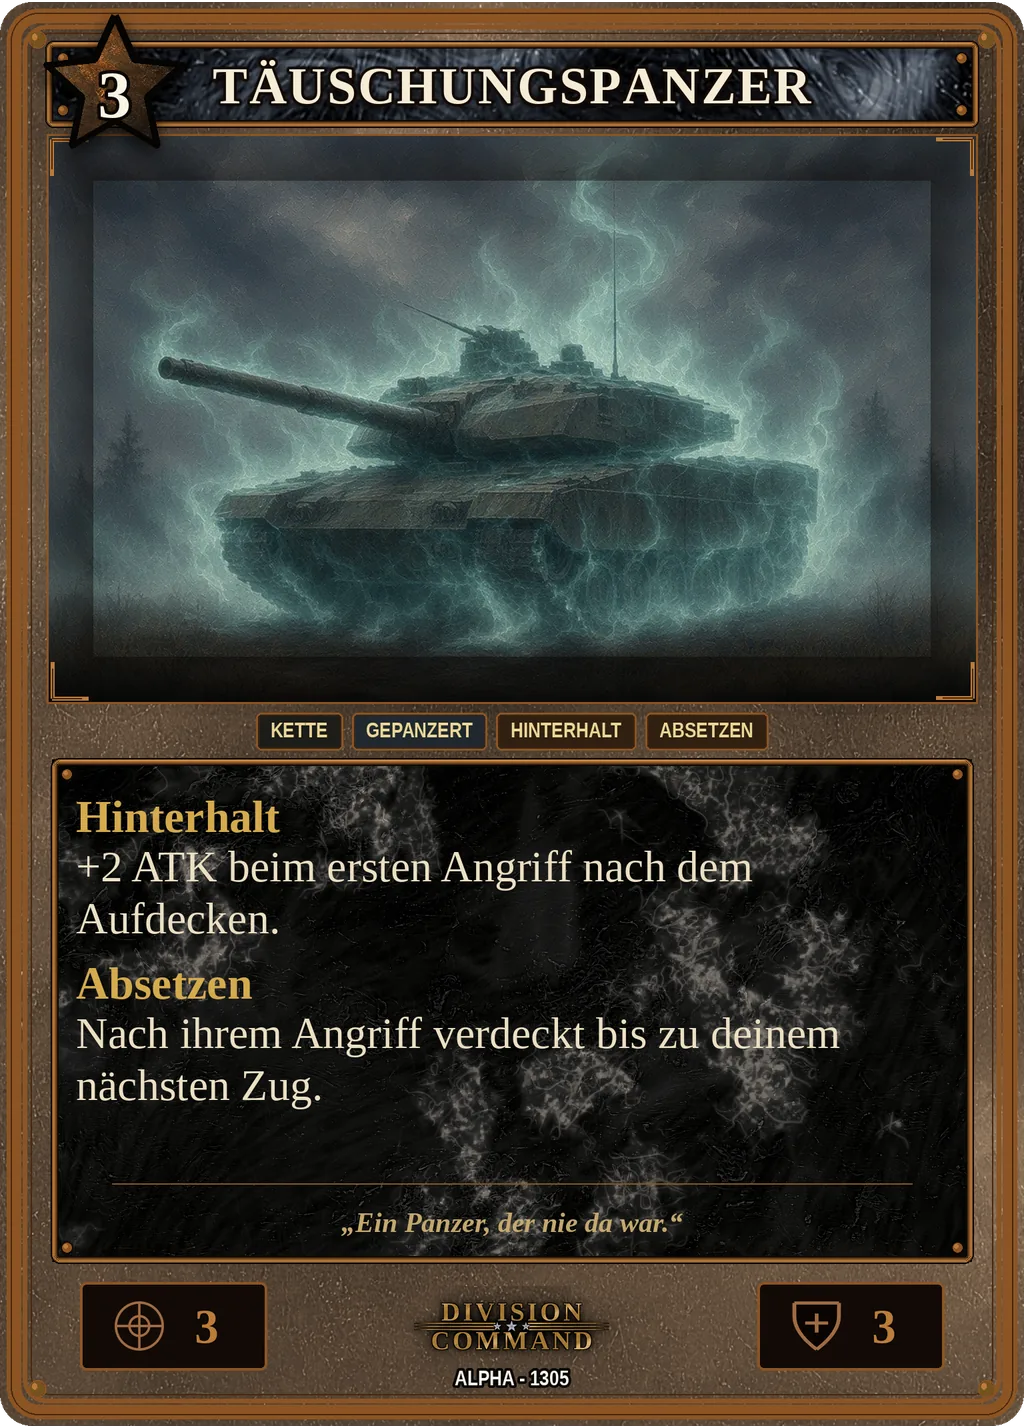 3
TÄUSCHUNGSPANZER
KETTE GEPANZERT HINTERHALT ABSETZEN
Hinterhalt
+2 ATK beim ersten Angriff nach dem
Aufdecken.
Absetzen
Nach ihrem Angriff verdeckt bis zu deinem
nächsten Zug.
„Ein Panzer, der nie da war.“
3
DIVISION
COMMAND
ALPHA - 1305
3